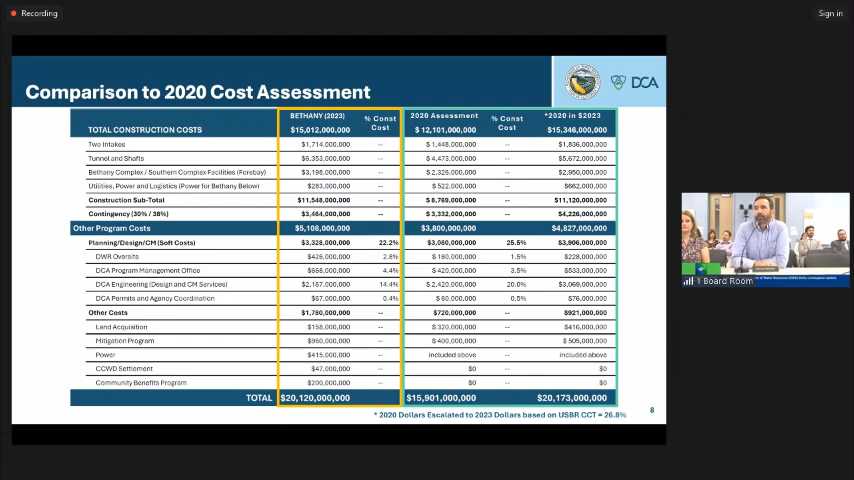 Recording
Sign in
Comparison to 2020 Cost Assessment
DCA
BETHANY (2023) % Const Cost 2020 Assessment % Const Cost *2020 in $2023
TOTAL CONSTRUCTION COSTS $15,012,000,000 $ 12,101,000,000 $15,346,000,000
Two Intakes $1,714,000,000 -- $ 1,448,000,000 -- $1,836,000,000
Tunnel and Shafts $6,353,000,000 -- $ 4,473,000,000 -- $5,672,000,000
Bethany Complex / Southern Complex Facilities (Forebay) $3,198,000,000 -- $ 2,326,000,000 -- $2,950,000,000
Utilities, Power and Logistics (Power for Bethany Below) $283,000,000 -- $ 522,000,000 -- $662,000,000
Construction Sub-Total $11,548,000,000 -- $ 8,769,000,000 -- $11,120,000,000
Contingency (30% / 38%) $3,464,000,000 -- $ 3,332,000,000 -- $4,226,000,000
Other Program Costs $5,108,000,000 $3,800,000,000 $4,827,000,000
Planning/Design/CM (Soft Costs) $3,328,000,000 22.2% $3,080,000,000 25.5% $3,906,000,000
DWR Oversite $426,000,000 2.8% $ 180,000,000 1.5% $228,000,000
DCA Program Management Office $668,000,000 4.4% $ 420,000,000 3.5% $533,000,000
DCA Engineering (Design and CM Services) $2,167,000,000 14.4% $ 2,420,000,000 20.0% $3,069,000,000
DCA Permits and Agency Coordination $67,000,000 0.4% $ 60,000,000 0.5% $76,000,000
Other Costs $1,780,000,000 -- $720,000,000 -- $921,000,000
Land Acquisition $158,000,000 -- $ 320,000,000 -- $416,000,000
Mitigation Program $960,000,000 -- $ 400,000,000 -- $ 505,000,000
Power $415,000,000 -- included above -- included above
CCWD Settlement $47,000,000 -- $0 -- $0
Community Benefits Program $200,000,000 -- $0 -- $0
TOTAL $20,120,000,000 $15,901,000,000 $20,173,000,000
* 2020 Dollars Escalated to 2023 Dollars based on USBR CCT = 26.8%
8
1 Board Room